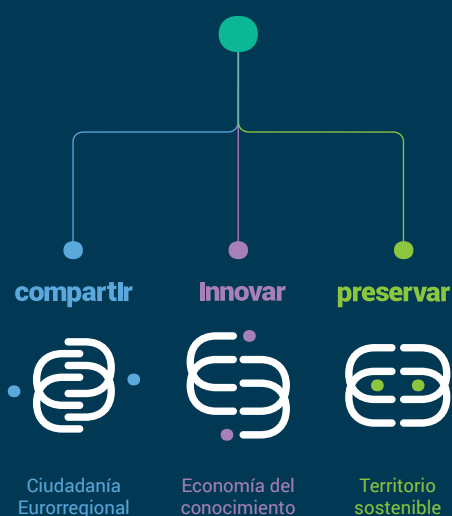 compartIr
Innovar
preservar
Ciudadanía
Eurorregional
Economía del
conocimiento
Territorio
sostenible